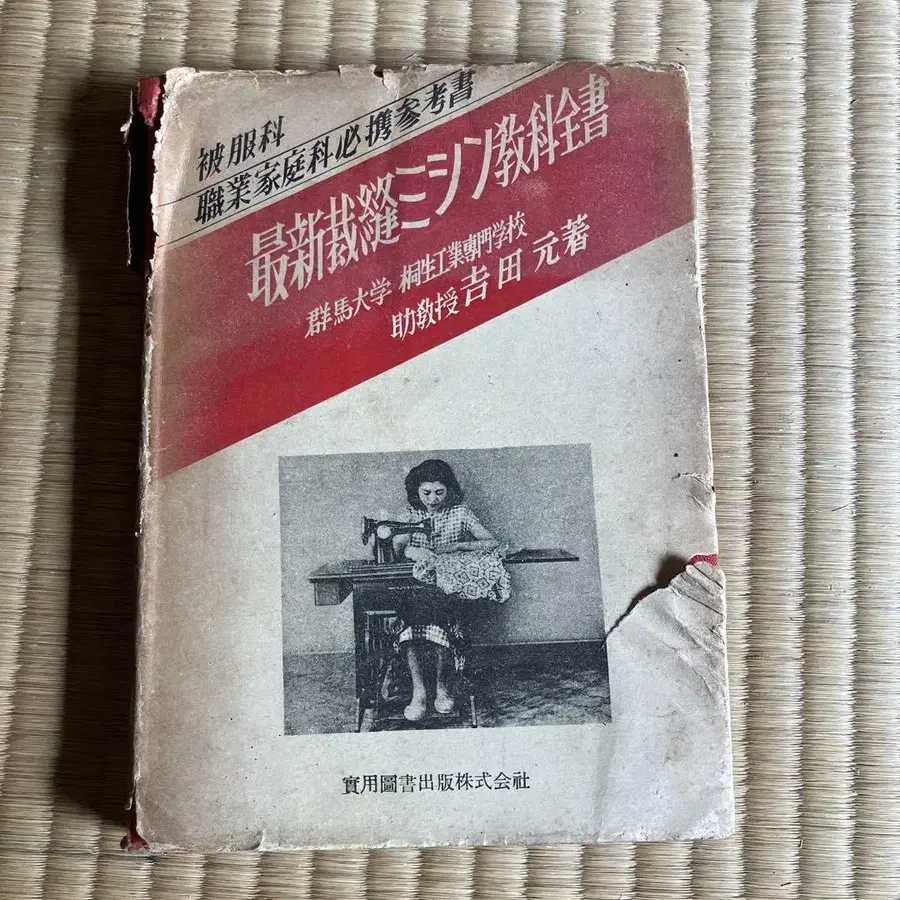 被服科
職業家庭科必携参考書
最新裁縫ミシン教科全書
群馬大学 桐生工業專門学校
助教授 吉田 元著
實用圖書出版株式会社